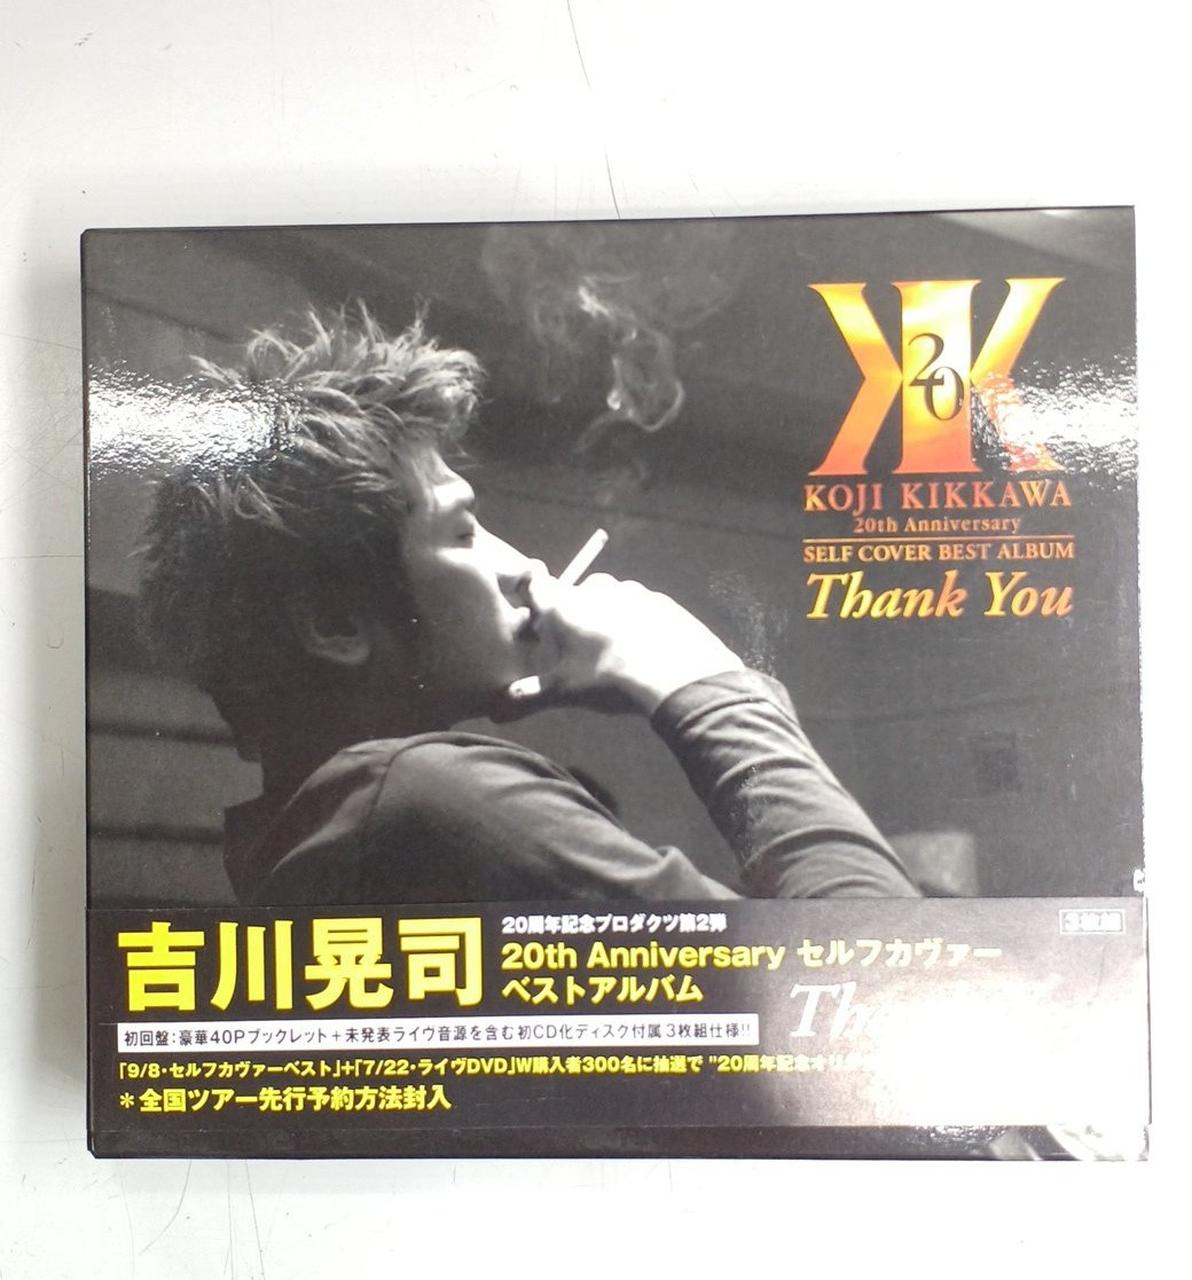 KK
20
KOJI KIKKAWA
20th Anniversary
SELF COVER BEST ALBUM
Thank You
吉川晃司
20周年記念プロダクツ第2弾
3枚組
20th Anniversary セルフカヴァー
ベストアルバム
Th
初回盤:豪華40Pブックレット+未発表ライヴ音源を含む初CD化ディスク付属 3枚組仕様!!
「9/8・セルフカヴァーベスト」+「7/22・ライヴDVD」W購入者300名に抽選で "20周年記念オリ
*全国ツアー先行予約方法封入